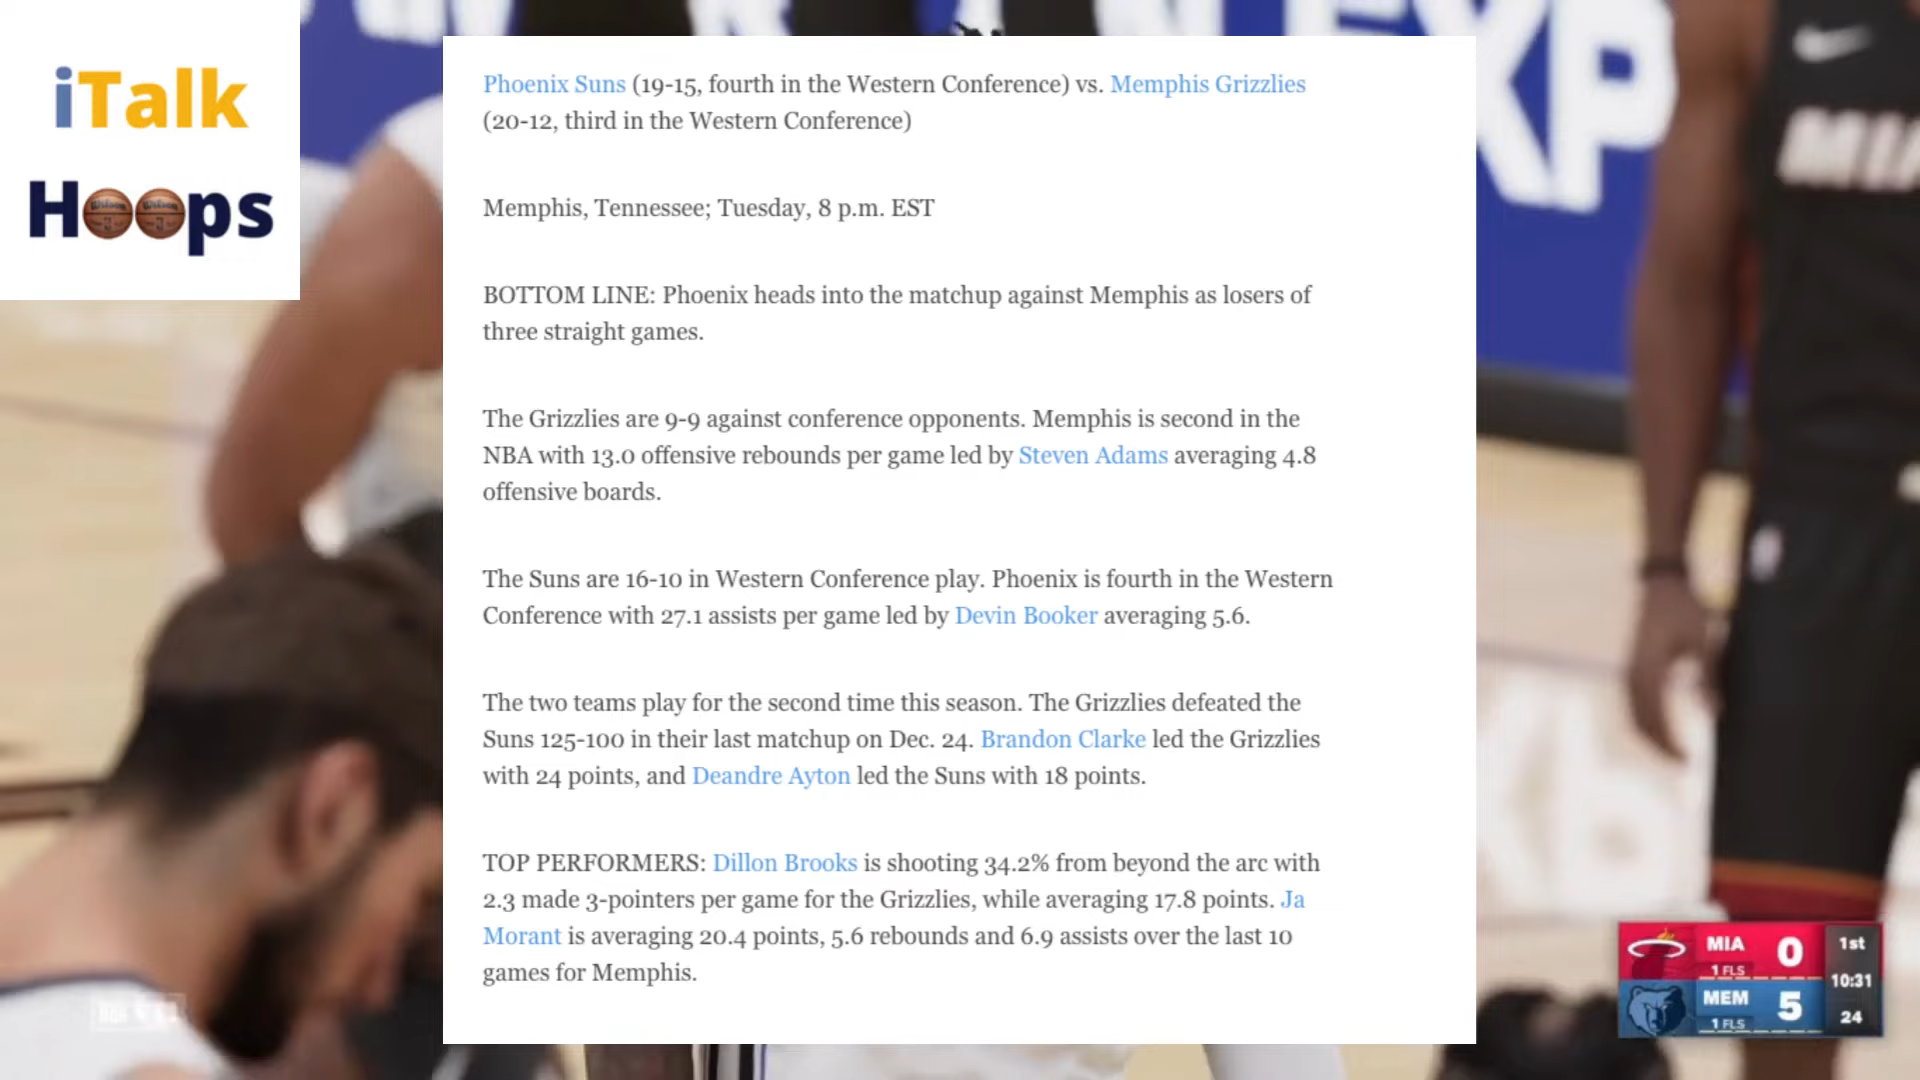 iTalk
Hoops
EXP
MIA
Phoenix Suns (19-15, fourth in the Western Conference) vs. Memphis Grizzlies
(20-12, third in the Western Conference)
Memphis, Tennessee; Tuesday, 8 p.m. EST
BOTTOM LINE: Phoenix heads into the matchup against Memphis as losers of
three straight games.
The Grizzlies are 9-9 against conference opponents. Memphis is second in the
NBA with 13.0 offensive rebounds per game led by Steven Adams averaging 4.8
offensive boards.
The Suns are 16-10 in Western Conference play. Phoenix is fourth in the Western
Conference with 27.1 assists per game led by Devin Booker averaging 5.6.
The two teams play for the second time this season. The Grizzlies defeated the
Suns 125-100 in their last matchup on Dec. 24. Brandon Clarke led the Grizzlies
with 24 points, and Deandre Ayton led the Suns with 18 points.
TOP PERFORMERS: Dillon Brooks is shooting 34.2% from beyond the arc with
2.3 made 3-pointers per game for the Grizzlies, while averaging 17.8 points. Ja
Morant is averaging 20.4 points, 5.6 rebounds and 6.9 assists over the last 10
games for Memphis.
MIA 0 1st
1 FLS
10:31
MEM 5
1 FLS
24